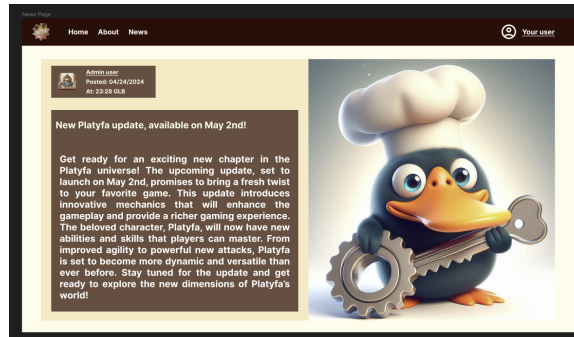 News Page
Home About News
Your user
Admin user
Posted: 04/24/2024
At: 23:28 GLB
New Platyfa update, available on May 2nd!
Get ready for an exciting new chapter in the
Platyfa universe! The upcoming update, set to
launch on May 2nd, promises to bring a fresh twist
to your favorite game. This update introduces
innovative mechanics that will enhance the
gameplay and provide a richer gaming experience.
The beloved character, Platyfa, will now have new
abilities and skills that players can master. From
improved agility to powerful new attacks, Platyfa
is set to become more dynamic and versatile than
ever before. Stay tuned for the update and get
ready to explore the new dimensions of Platyfa's
world!